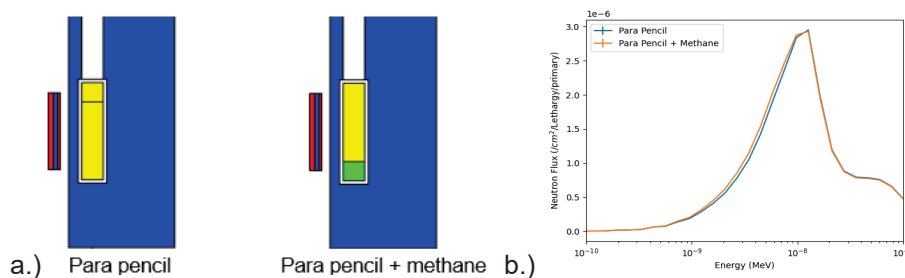 a.)
Para pencil
Para pencil + methane
b.)
1e−6
Para Pencil
Para Pencil + Methane
Neutron Flux (/cm²/Lethargy/primary)
3.0
2.5
2.0
1.5
1.0
0.5
0.0
10⁻¹⁰
10⁻⁹
10⁻⁸
Energy (MeV)